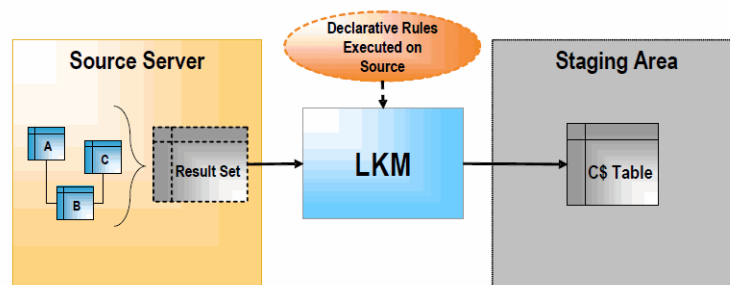 Source Server
A
C
B
Result Set
Declarative Rules
Executed on
Source
LKM
Staging Area
C$ Table